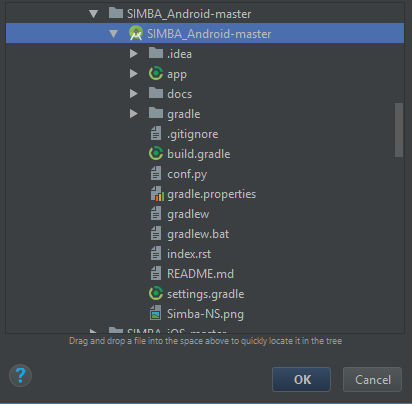 SIMBA_Android-master
SIMBA_Android-master
.idea
app
docs
gradle
.gitignore
build.gradle
conf.py
gradle.properties
gradlew
gradlew.bat
index.rst
README.md
settings.gradle
Simba-NS.png
SIMBA_iOS-master
Drag and drop a file into the space above to quickly locate it in the tree
?
OK
Cancel